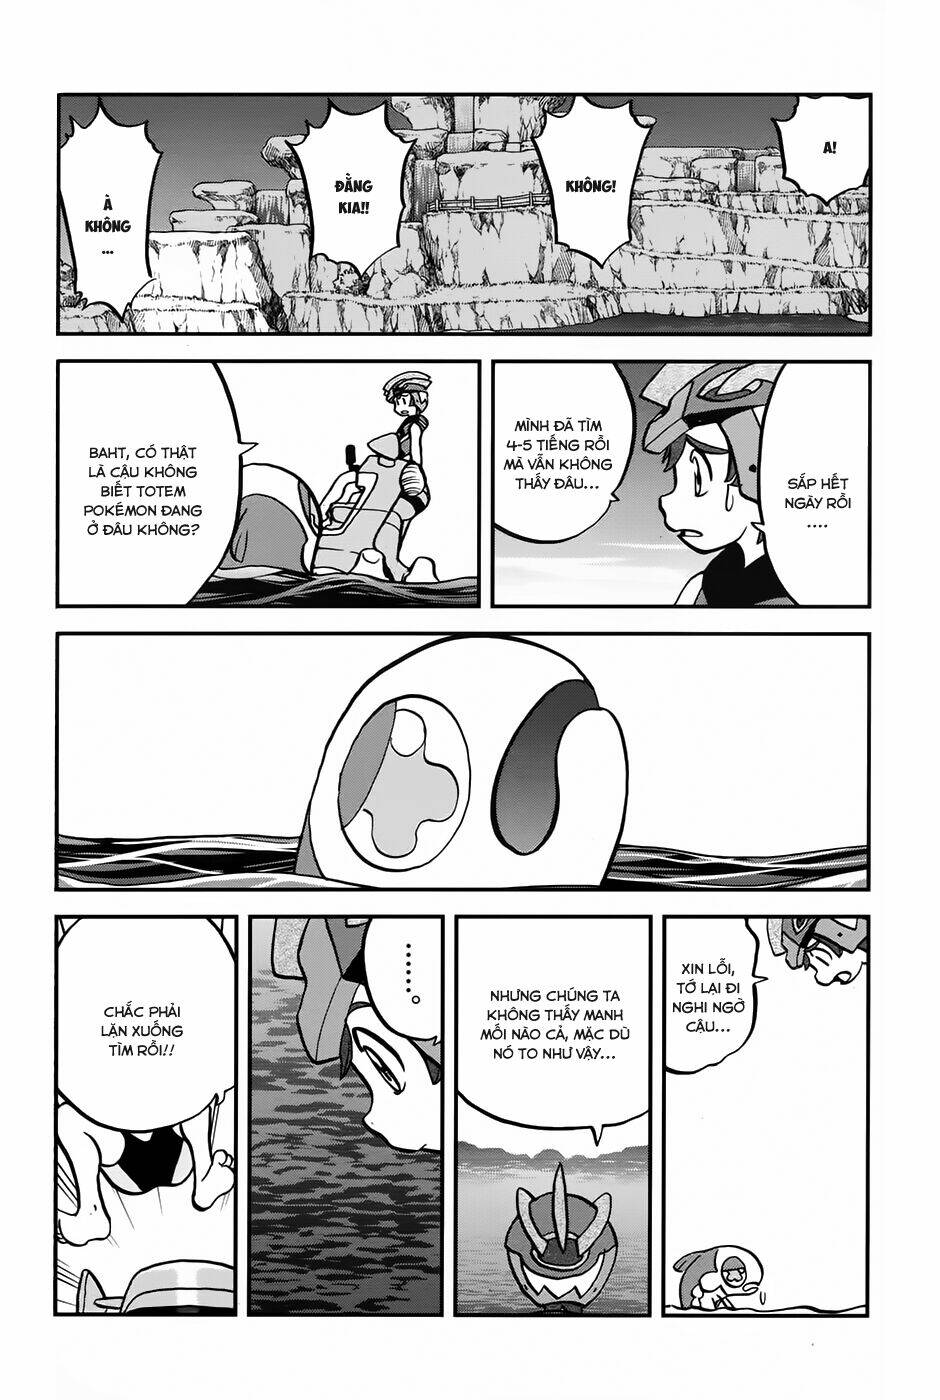 A!
KHÔNG!
ĐẰNG
KIA!!
À
KHÔNG
...
SẮP HẾT
NGÀY RỒI
....
MÌNH ĐÃ TÌM
4-5 TIẾNG RỒI
MÀ VẪN KHÔNG
THẤY ĐÂU...
BAHT, CÓ THẬT
LÀ CẬU KHÔNG
BIẾT TOTEM
POKÉMON ĐANG
Ở ĐÂU KHÔNG?
XIN LỖI,
TỚ LẠI ĐI
NGHI NGỜ
CẬU...
NHƯNG CHÚNG TA
KHÔNG THẤY MANH
MỐI NÀO CẢ, MẶC DÙ
NÓ TO NHƯ VẬY...
......。
CHẮC PHẢI
LẶN XUỐNG
TÌM RỒI!!